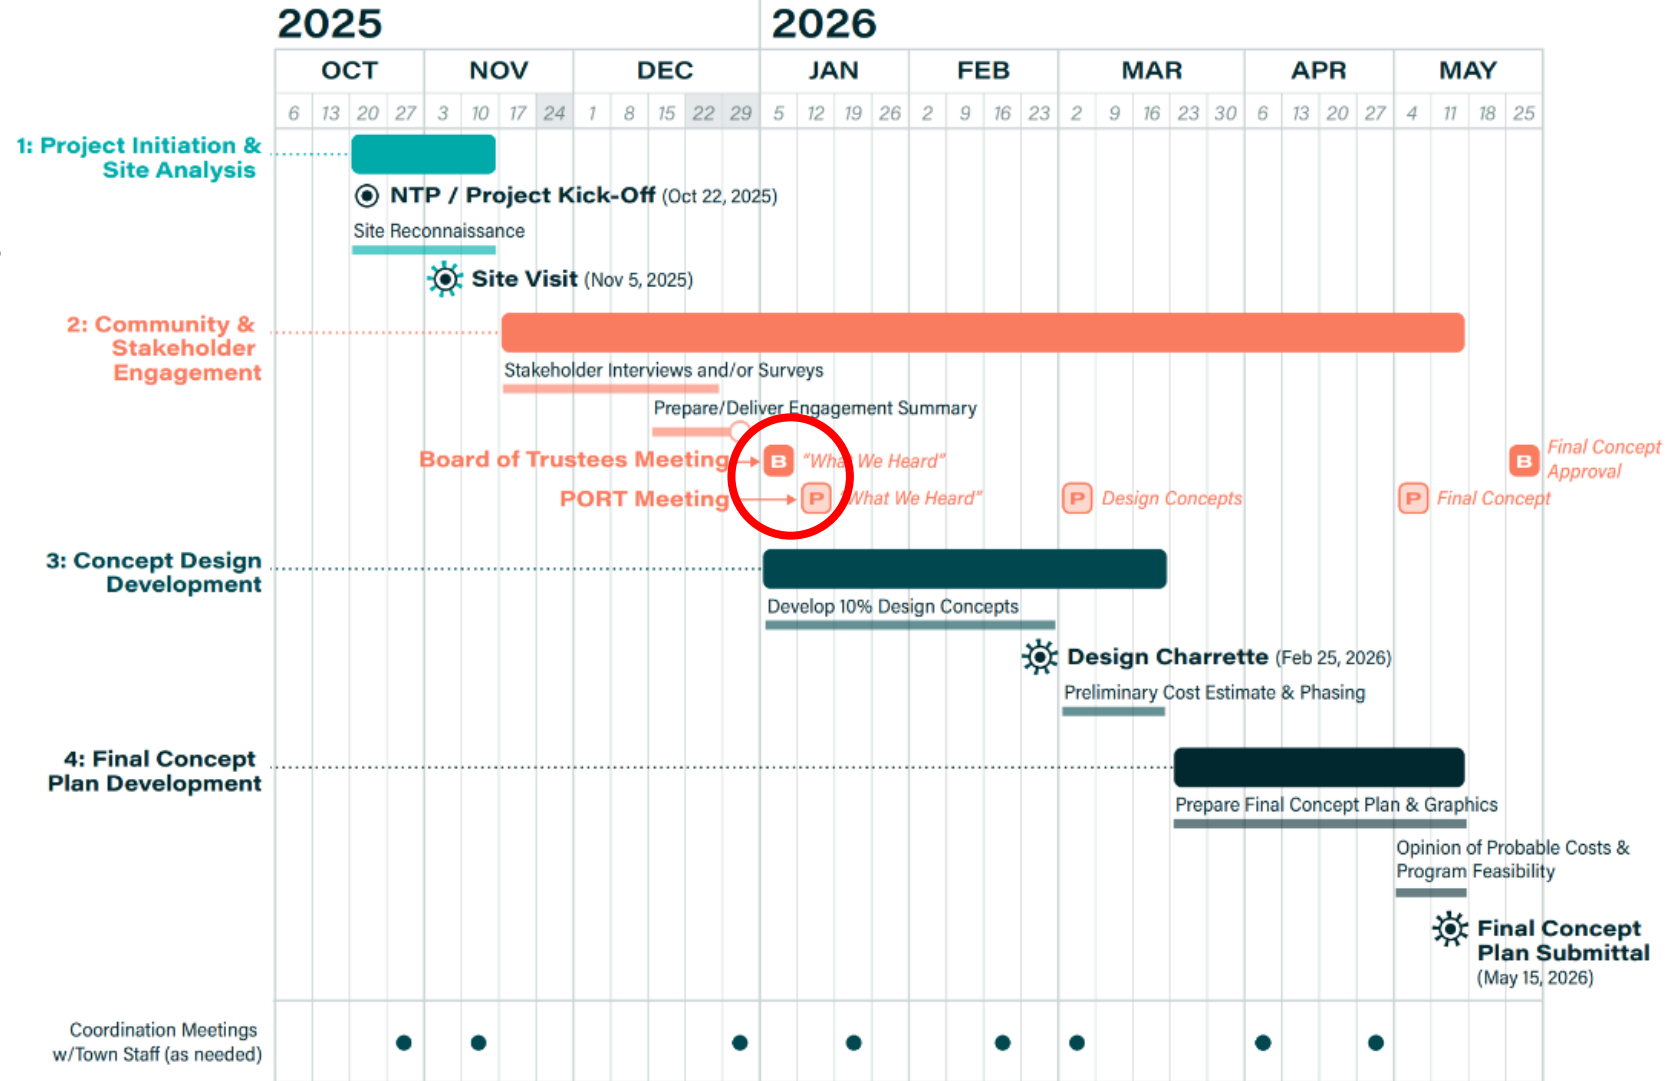 2025 2026
OCT NOV DEC JAN FEB MAR APR MAY
6 13 20 27 3 10 17 24 1 8 15 22 29 5 12 19 26 2 9 16 23 2 9 16 23 30 6 13 20 27 4 11 18 25
1: Project Initiation &
Site Analysis
NTP / Project Kick-Off (Oct 22, 2025)
Site Reconnaissance
Site Visit (Nov 5, 2025)
2: Community &
Stakeholder
Engagement
Stakeholder Interviews and/or Surveys
Prepare/Deliver Engagement Summary
Board of Trustees Meeting B "What We Heard" B Final Concept
Approval
PORT Meeting P "What We Heard" P Design Concepts P Final Concept
3: Concept Design
Development
Develop 10% Design Concepts
Design Charrette (Feb 25, 2026)
Preliminary Cost Estimate & Phasing
4: Final Concept
Plan Development
Prepare Final Concept Plan & Graphics
Opinion of Probable Costs &
Program Feasibility
Final Concept
Plan Submittal
(May 15, 2026)
Coordination Meetings
w/Town Staff (as needed)